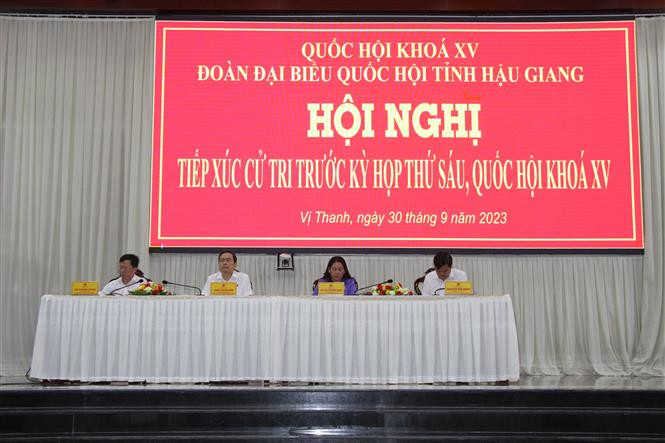 QUỐC HỘI KHOÁ XV
ĐOÀN ĐẠI BIỂU QUỐC HỘI TỈNH HẬU GIANG
HỘI NGHỊ
TIẾP XÚC CỬ TRI TRƯỚC KỲ HỌP THỨ SÁU, QUỐC HỘI KHOÁ XV
Vị Thanh, ngày 30 tháng 9 năm 2023